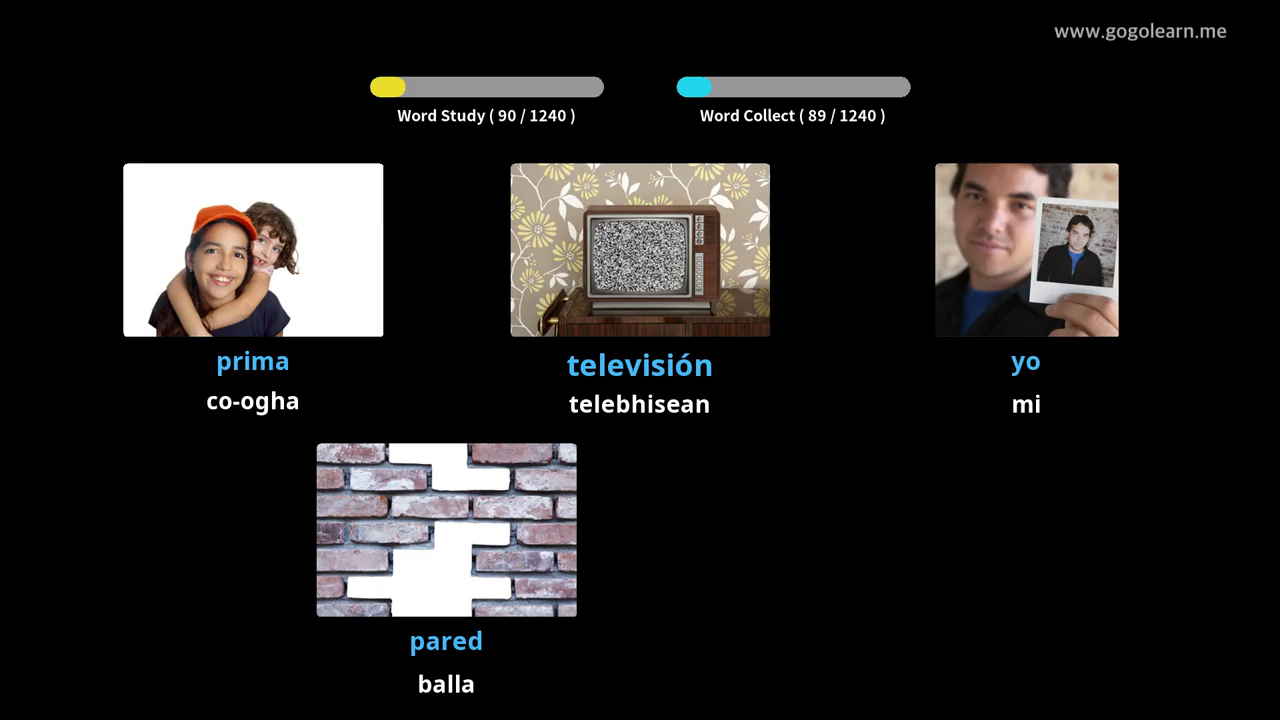 www.gogolearn.me
Word Study ( 90 / 1240 )
Word Collect ( 89 / 1240 )
prima
co-ogha
televisión
telebhisean
yo
mi
pared
balla